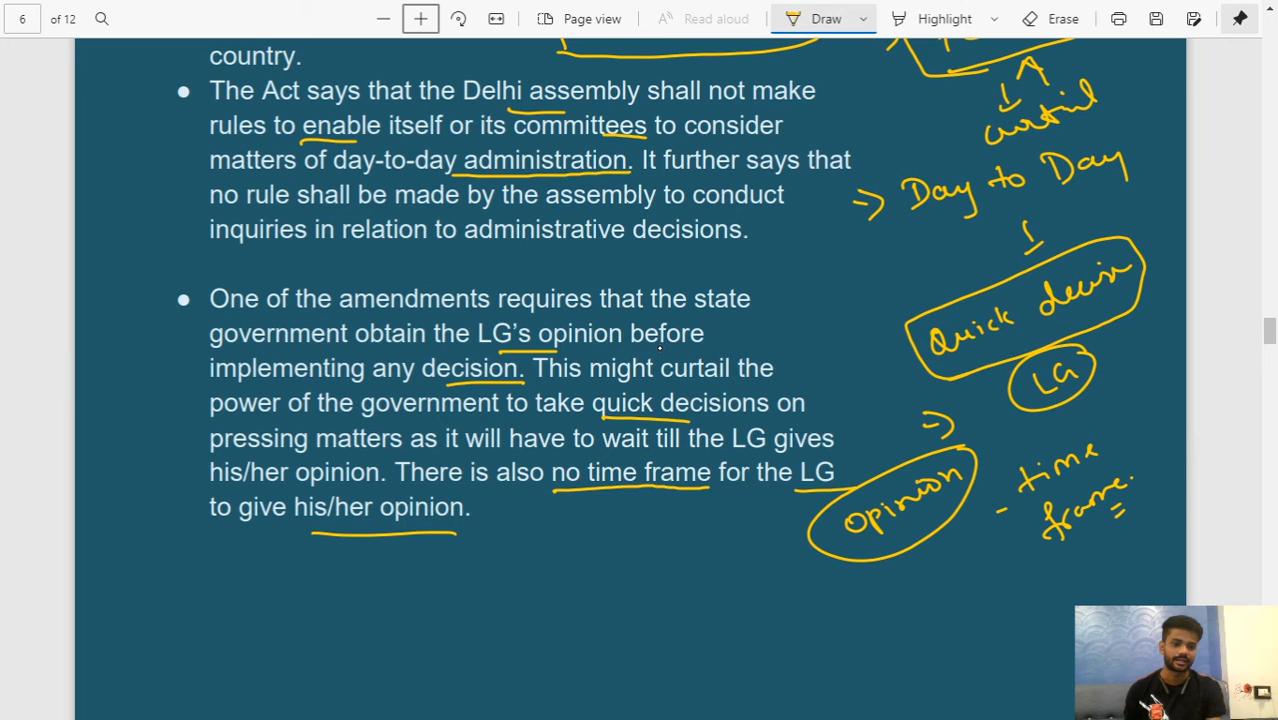 6 of 12 Page view Read aloud Draw Highlight Erase
country.
● The Act says that the Delhi assembly shall not make
rules to enable itself or its committees to consider
matters of day-to-day administration. It further says that
no rule shall be made by the assembly to conduct
inquiries in relation to administrative decisions.
● One of the amendments requires that the state
government obtain the LG’s opinion before
implementing any decision. This might curtail the
power of the government to take quick decisions on
pressing matters as it will have to wait till the LG gives
his/her opinion. There is also no time frame for the LG
to give his/her opinion.
Day to Day
Quick decisin
LG
opinion
- time
frame.